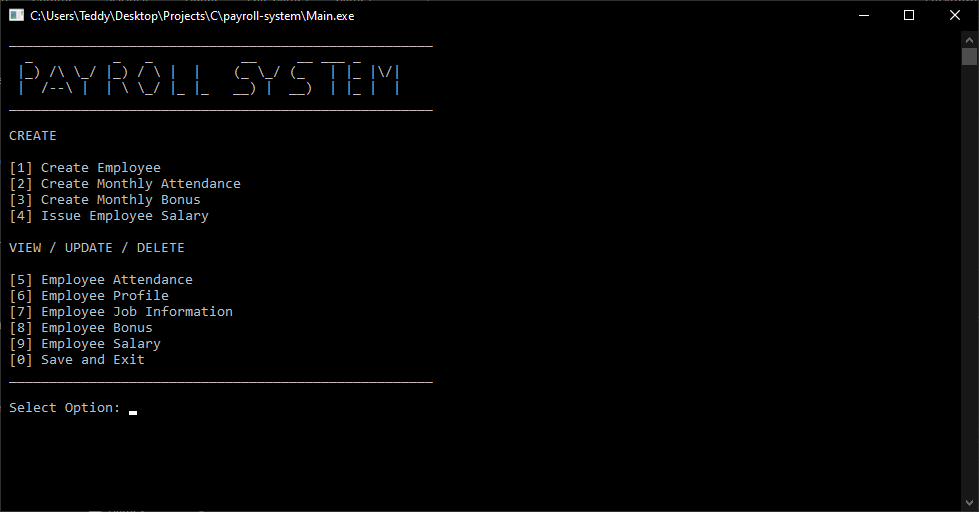 C:\Users\Teddy\Desktop\Projects\C\payroll-system\Main.exe
PAYROLL SYSTEM
CREATE
[1] Create Employee
[2] Create Monthly Attendance
[3] Create Monthly Bonus
[4] Issue Employee Salary
VIEW / UPDATE / DELETE
[5] Employee Attendance
[6] Employee Profile
[7] Employee Job Information
[8] Employee Bonus
[9] Employee Salary
[0] Save and Exit
Select Option: